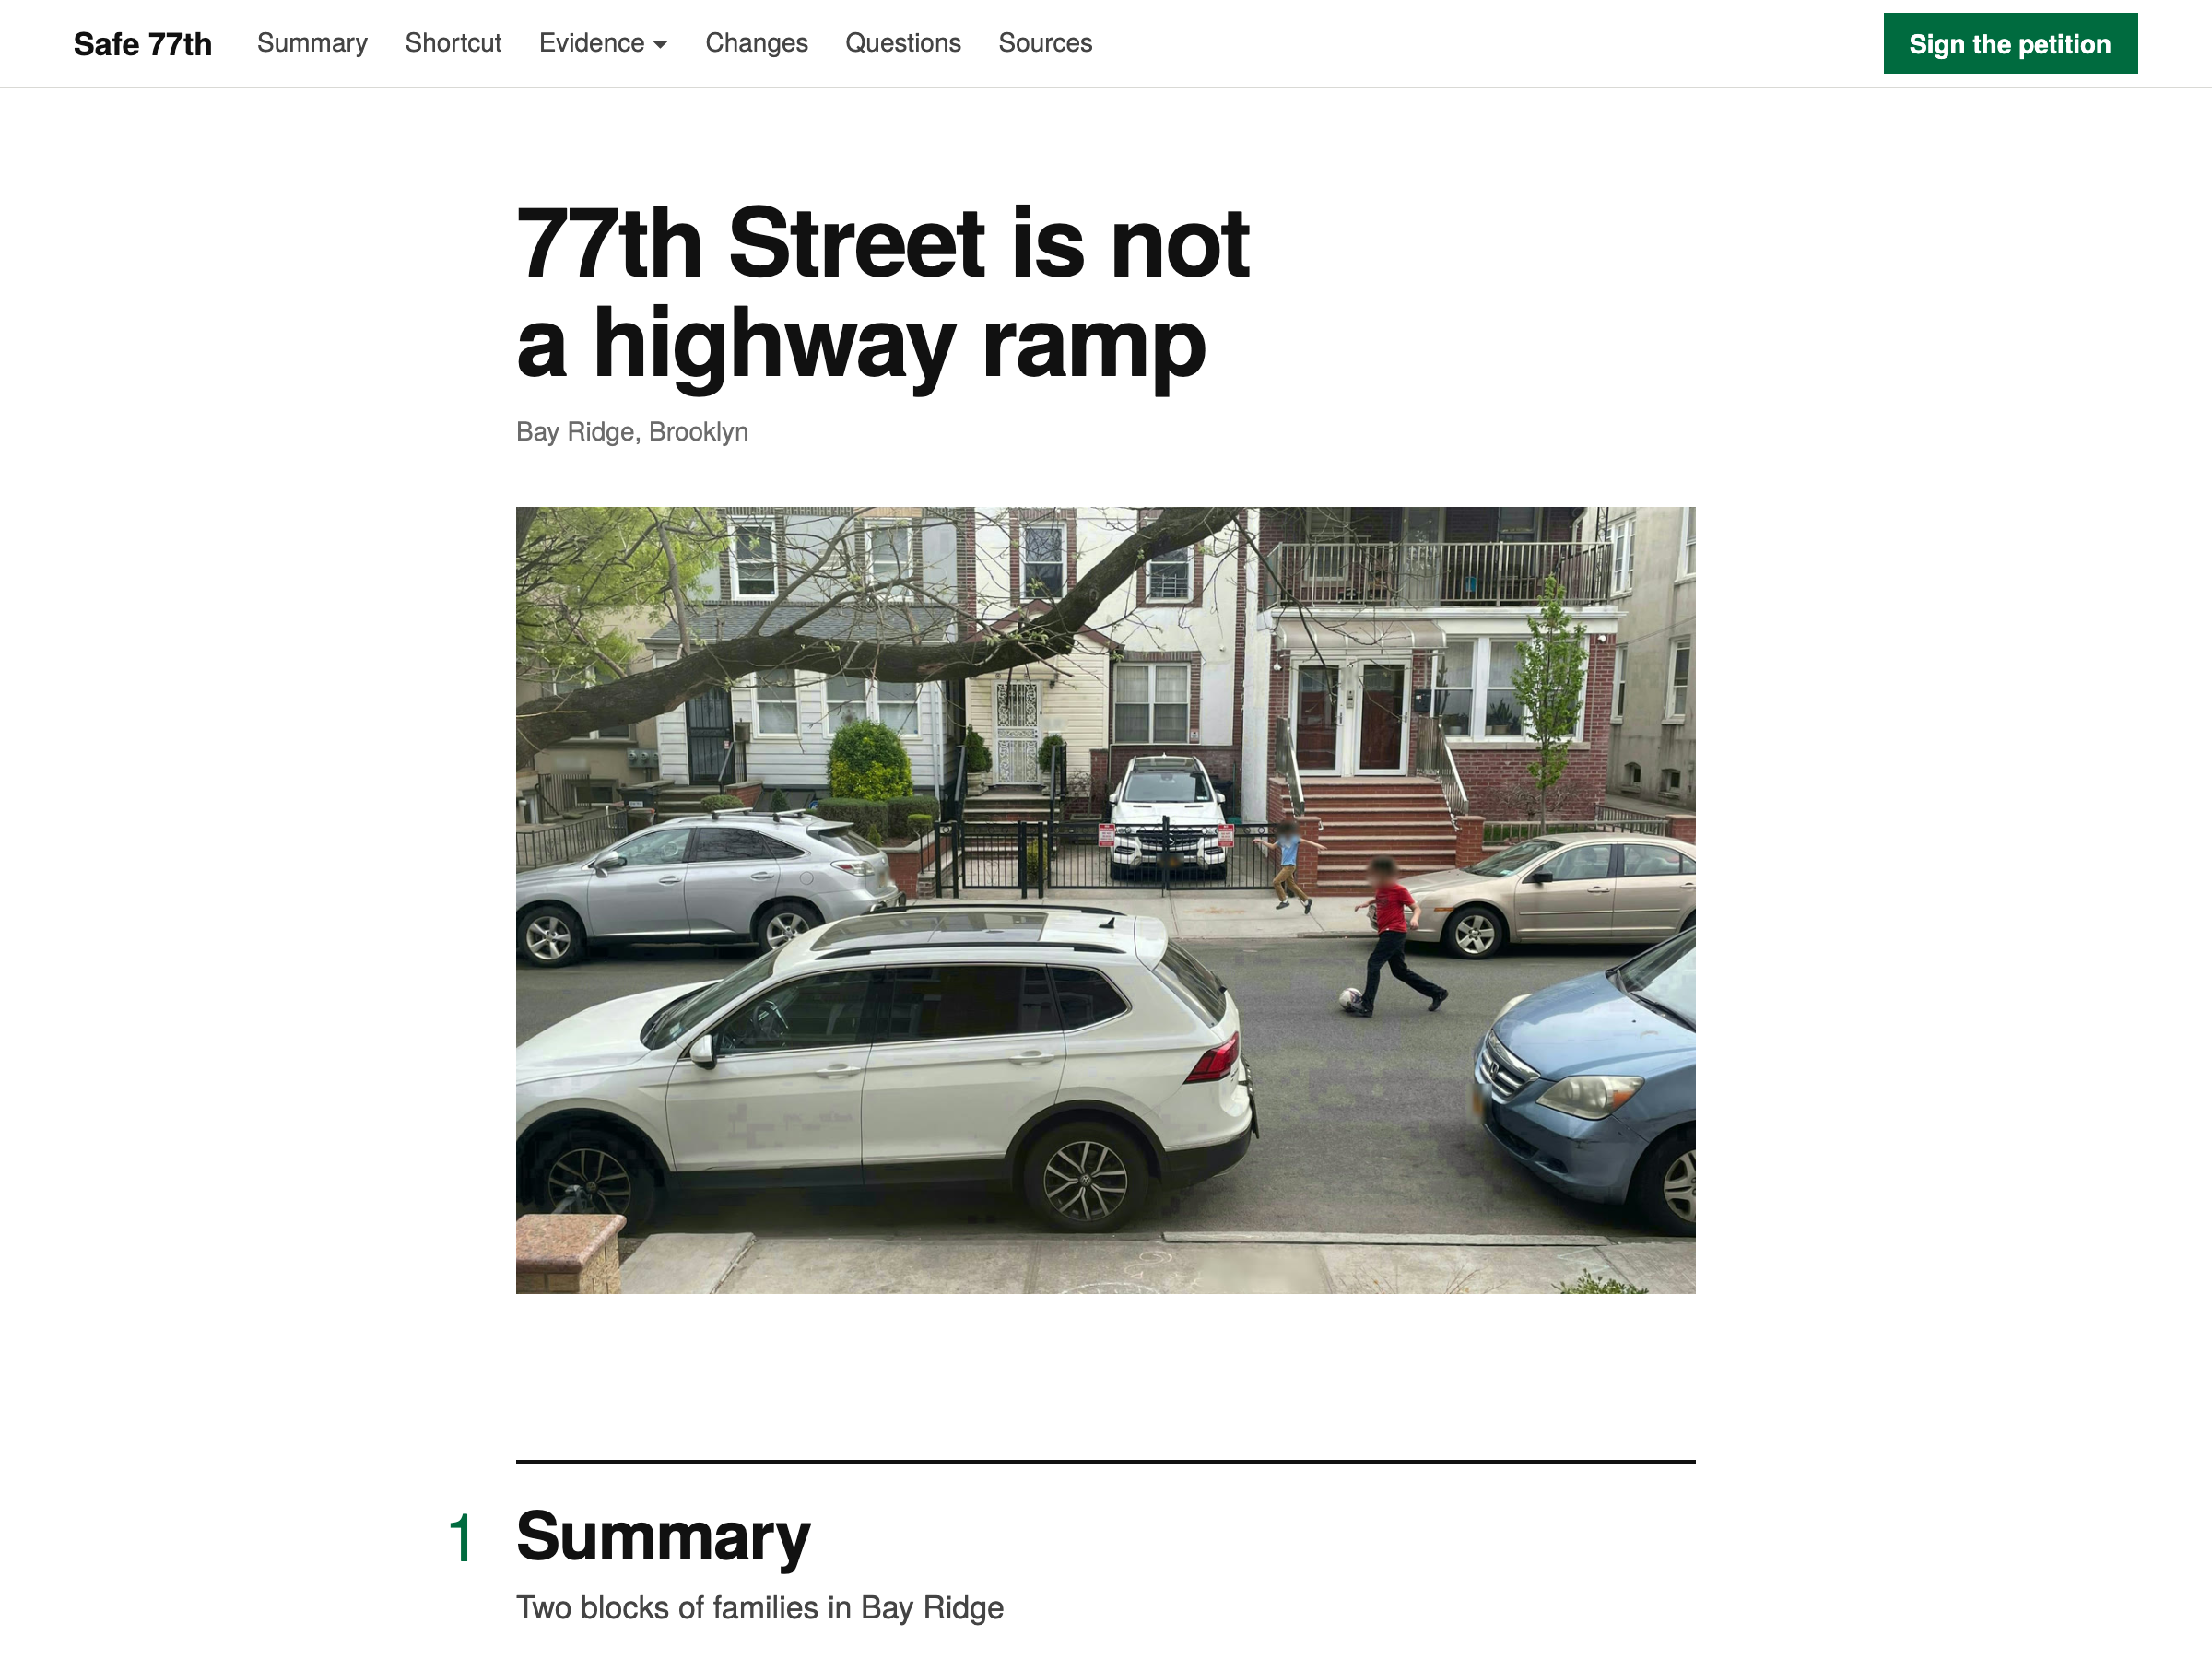 Safe 77th
Summary
Shortcut
Evidence
Changes
Questions
Sources
Sign the petition
77th Street is not
a highway ramp
Bay Ridge, Brooklyn
1 Summary
Two blocks of families in Bay Ridge